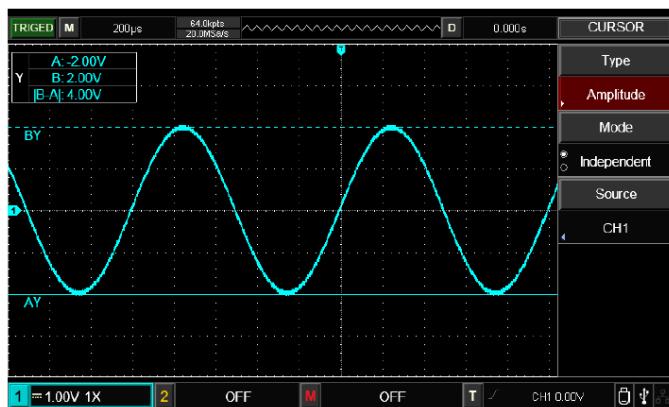 TRIGED M 200µs 64.0kpts D 0.000s CURSOR
20.0MSa/s
T
Type
A: -2.00V
Y B: 2.00V
|B-A|: 4.00V
Amplitude
Mode
BY
Independent
Source
1
CH1
AY
1 1.00V 1X 2 OFF M OFF T CH1 0.00V